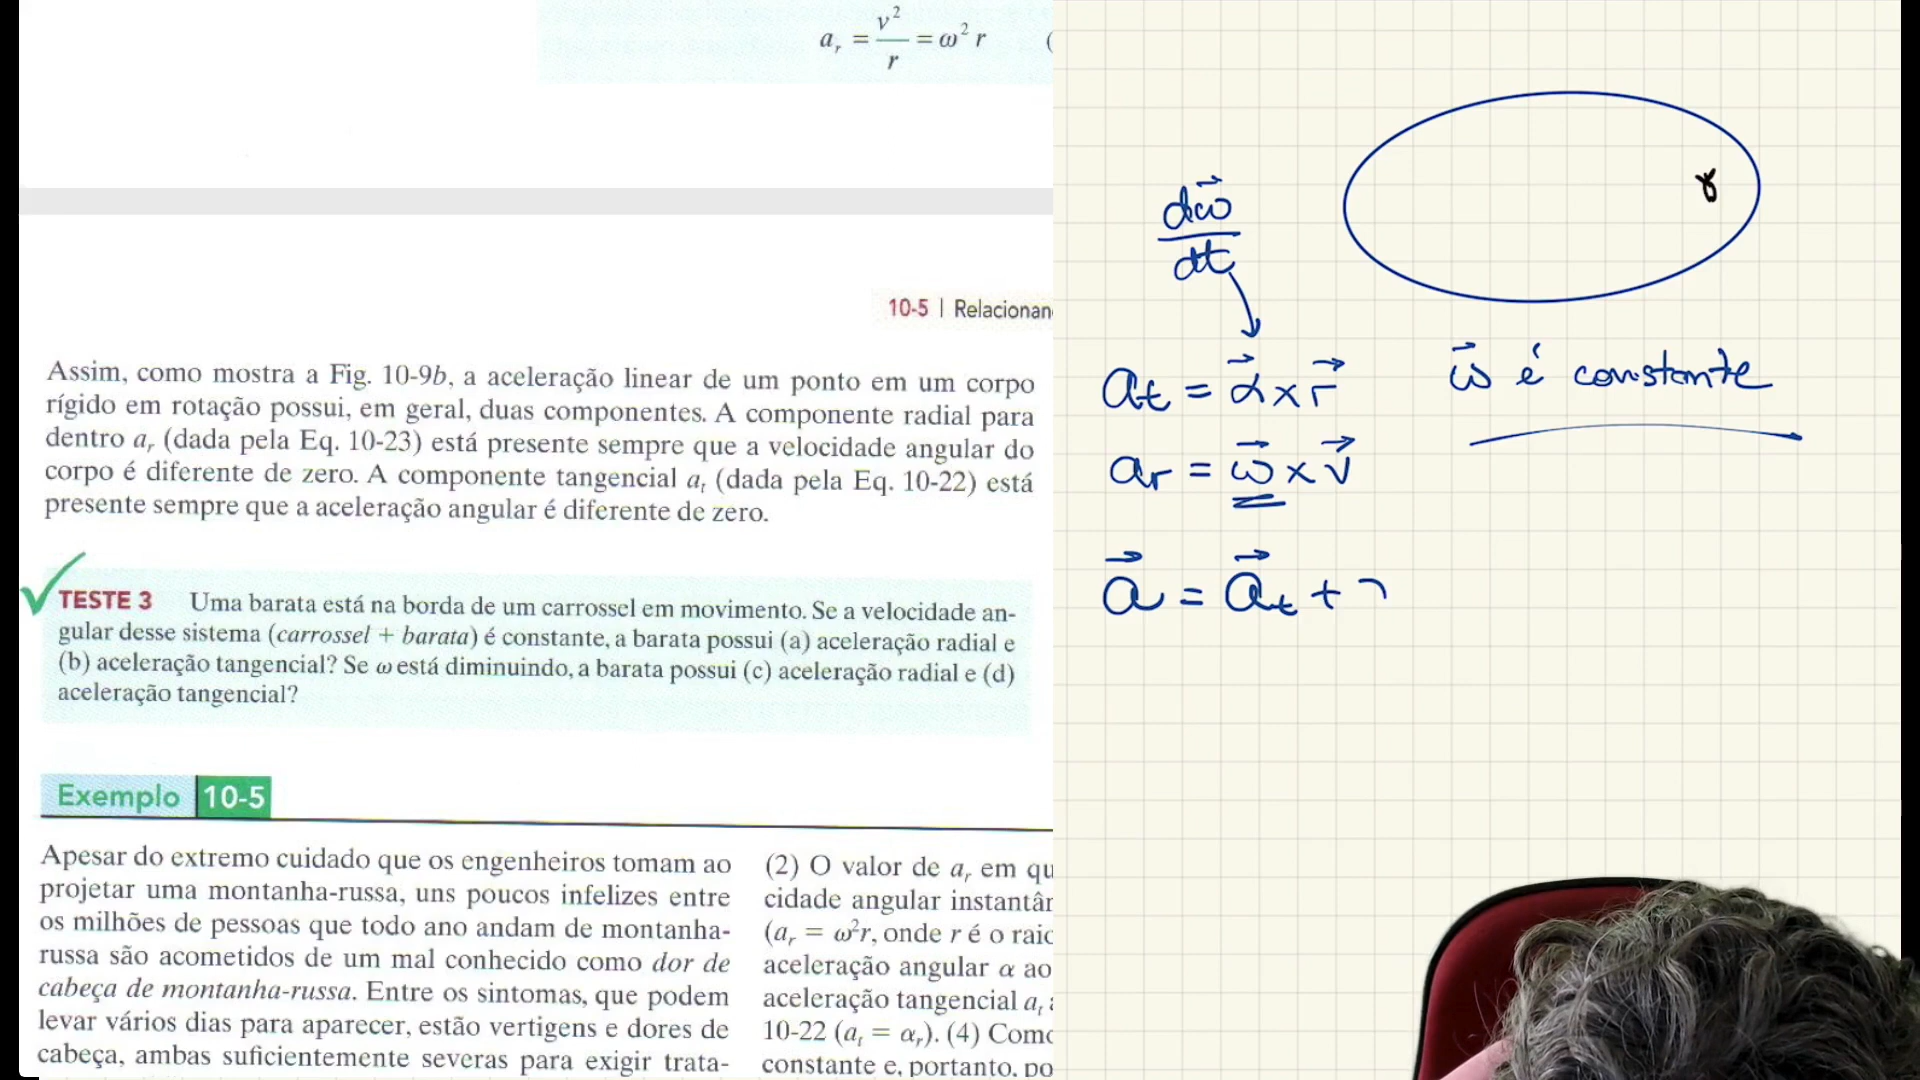 a_r = v²/r = ω² r (
10-5 | Relacionan
Assim, como mostra a Fig. 10-9b, a aceleração linear de um ponto em um corpo
rígido em rotação possui, em geral, duas componentes. A componente radial para
dentro a_r (dada pela Eq. 10-23) está presente sempre que a velocidade angular do
corpo é diferente de zero. A componente tangencial a_t (dada pela Eq. 10-22) está
presente sempre que a aceleração angular é diferente de zero.
TESTE 3 Uma barata está na borda de um carrossel em movimento. Se a velocidade an-
gular desse sistema (carrossel + barata) é constante, a barata possui (a) aceleração radial e
(b) aceleração tangencial? Se ω está diminuindo, a barata possui (c) aceleração radial e (d)
aceleração tangencial?
Exemplo 10-5
Apesar do extremo cuidado que os engenheiros tomam ao
projetar uma montanha-russa, uns poucos infelizes entre
os milhões de pessoas que todo ano andam de montanha-
russa são acometidos de um mal conhecido como dor de
cabeça de montanha-russa. Entre os sintomas, que podem
levar vários dias para aparecer, estão vertigens e dores de
cabeça, ambas suficientemente severas para exigir trata-
(2) O valor de a_r em qu
cidade angular instantân
(a_r = ω²r, onde r é o raio
aceleração angular α ao
aceleração tangencial a_t
10-22 (a_t = α_r). (4) Como
constante e, portanto, po
dω⃗
dt
a_t = α⃗ × r⃗
ω⃗ é constante
a_r = ω⃗ × v⃗
a⃗ = a⃗_t +